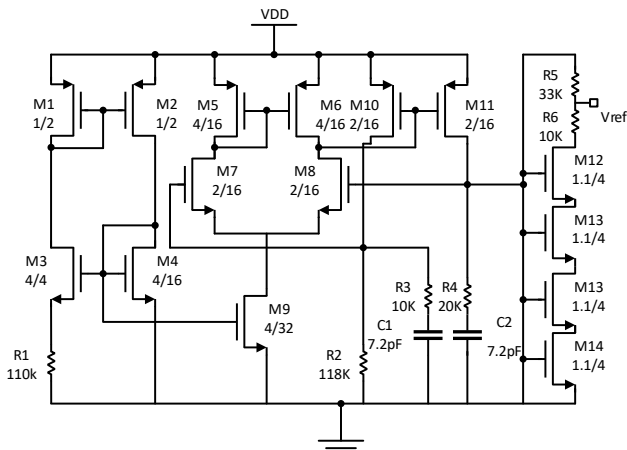 VDD
M1
1/2
M2
1/2
M5
4/16
M6
4/16
M10
2/16
M11
2/16
R5
33K
Vref
R6
10K
M7
2/16
M8
2/16
M12
1.1/4
M13
1.1/4
M3
4/4
M4
4/16
R3
10K
R4
20K
M13
1.1/4
M9
4/32
C1
7.2pF
C2
7.2pF
R1
110k
R2
118K
M14
1.1/4